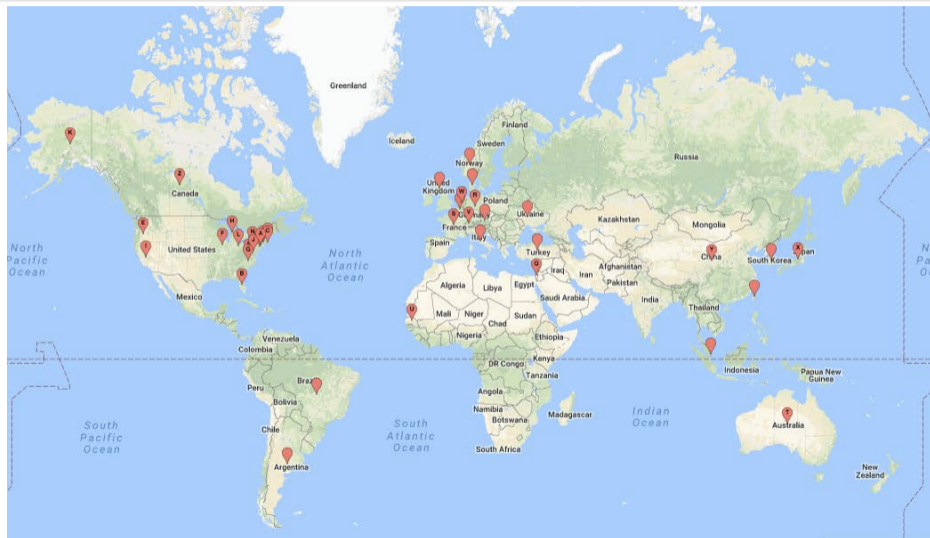 Greenland
Iceland
Finland
Sweden
Norway
Russia
K
Z
Canada
United
Kingdom
W
R
Poland
Germany
S
V
France
Ukraine
Italy
Spain
Kazakhstan
Mongolia
E
H
F
L
N
A
C
J
I
G
United States
B
Mexico
North
Pacific
Ocean
North
Atlantic
Ocean
Turkey
Q
Iraq
Iran
Afghanistan
Pakistan
Y
China
South Korea
X
pan
Algeria
Libya
Egypt
Saudi Arabia
India
Thailand
U
Mali
Niger
Chad
Sudan
Nigeria
Ethiopia
Venezuela
Colombia
DR Congo
Kenya
Tanzania
Indonesia
Papua New
Guinea
Peru
Braz
Bolivia
Angola
Namibia
Botswana
Madagascar
Chile
South
Pacific
Ocean
South
Atlantic
Ocean
Indian
Ocean
T
Australia
South Africa
Argentina
New
Zealand